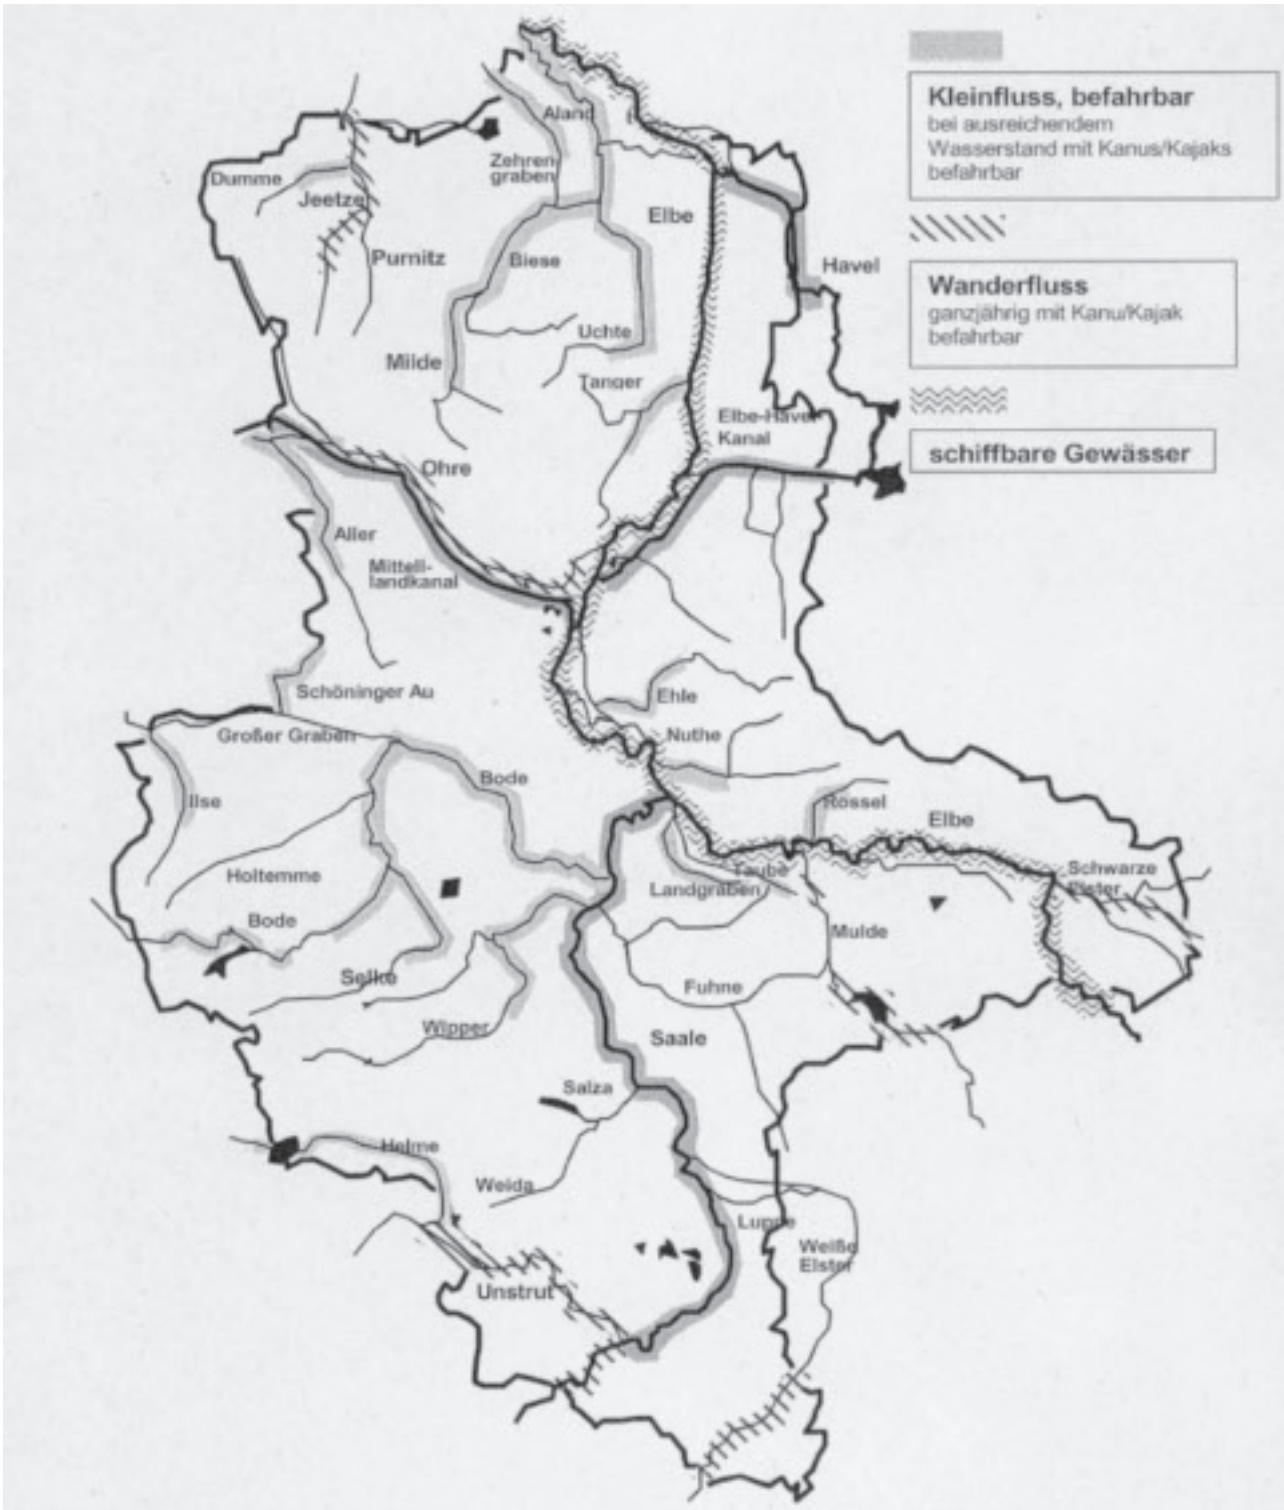 Kleinfluss, befahrbar
bei ausreichendem
Wasserstand mit Kanus/Kajaks
befahrbar
Wanderfluss
ganzjährig mit Kanu/Kajak
befahrbar
schiffbare Gewässer
Aland
Zehren
graben
Dumme
Jeetze
Elbe
Purnitz
Biese
Havel
Uchte
Milde
Tanger
Elbe-Havel
Kanal
Ohre
Aller
Mittell-
landkanal
Schöninger Au
Ehle
Großer Graben
Nuthe
Bode
Ilse
Rossel
Elbe
Holtemme
Taube
Landgraben
Schwarze
Elster
Bode
Mulde
Selke
Fuhne
Wipper
Saale
Salza
Helme
Weida
Luppe
Weiße
Elster
Unstrut